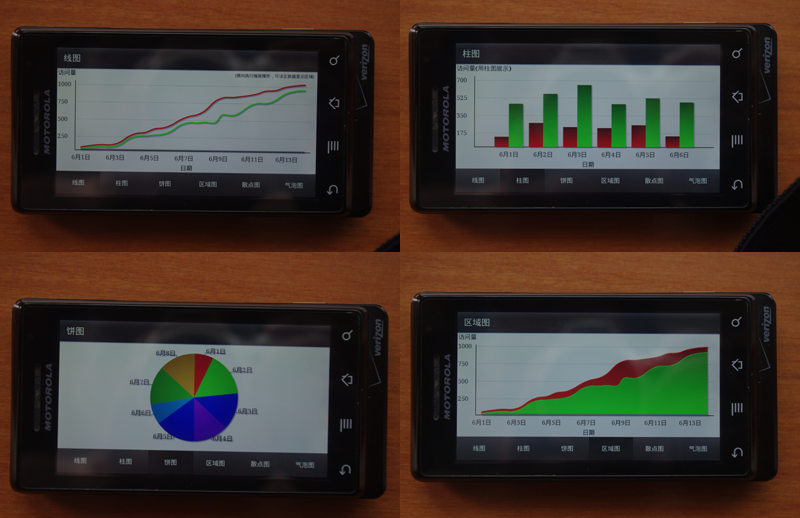 线图
访问量
1000
750
500
250
6月1日 6月3日 6月5日 6月7日 6月9日 6月11日 6月13日
日期
线图 柱图 饼图 区域图 散点图 气泡图
MOTOROLA
verizon
柱图
访问量(用柱图展示)
700
525
350
175
6月1日 6月2日 6月3日 6月4日 6月5日 6月6日
日期
线图 柱图 饼图 区域图 散点图 气泡图
MOTOROLA
verizon
饼图
6月8日 6月1日
6月7日 6月2日
6月6日 6月3日
6月5日 6月4日
线图 柱图 饼图 区域图 散点图 气泡图
MOTOROLA
verizon
区域图
访问量
1000
750
500
250
6月1日 6月3日 6月5日 6月7日 6月9日 6月11日 6月13日
日期
线图 柱图 饼图 区域图 散点图 气泡图
MOTOROLA
verizon